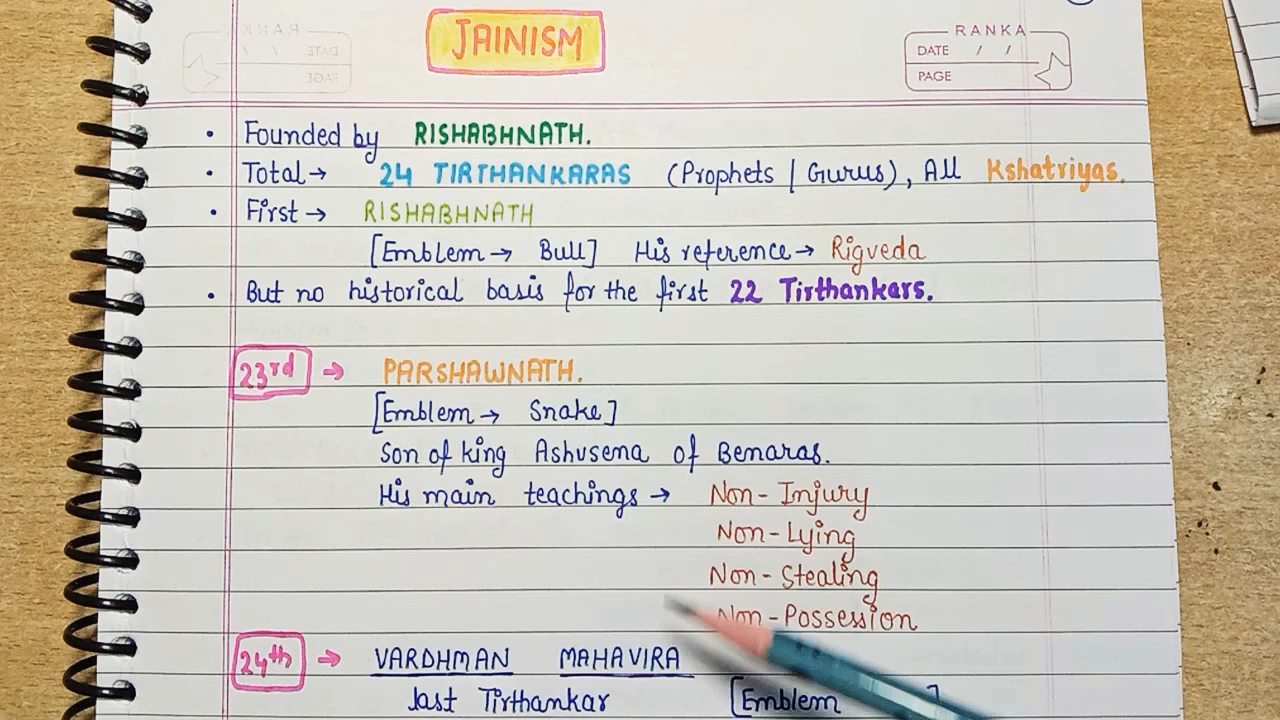 JAINISM
RANKA
DATE / /
PAGE
• Founded by RISHABHNATH.
• Total → 24 TIRTHANKARAS (Prophets | Gurus), All Kshatriyas.
• First → RISHABHNATH
[Emblem → Bull] His reference → Rigveda
• But no historical basis for the first 22 Tirthankars.
23rd → PARSHAWNATH.
[Emblem → Snake]
Son of king Ashusena of Benaras.
His main teachings → Non-Injury
Non-Lying
Non-Stealing
Non-Possession
24th → VARDHMAN MAHAVIRA
last Tirthankar [Emblem ]